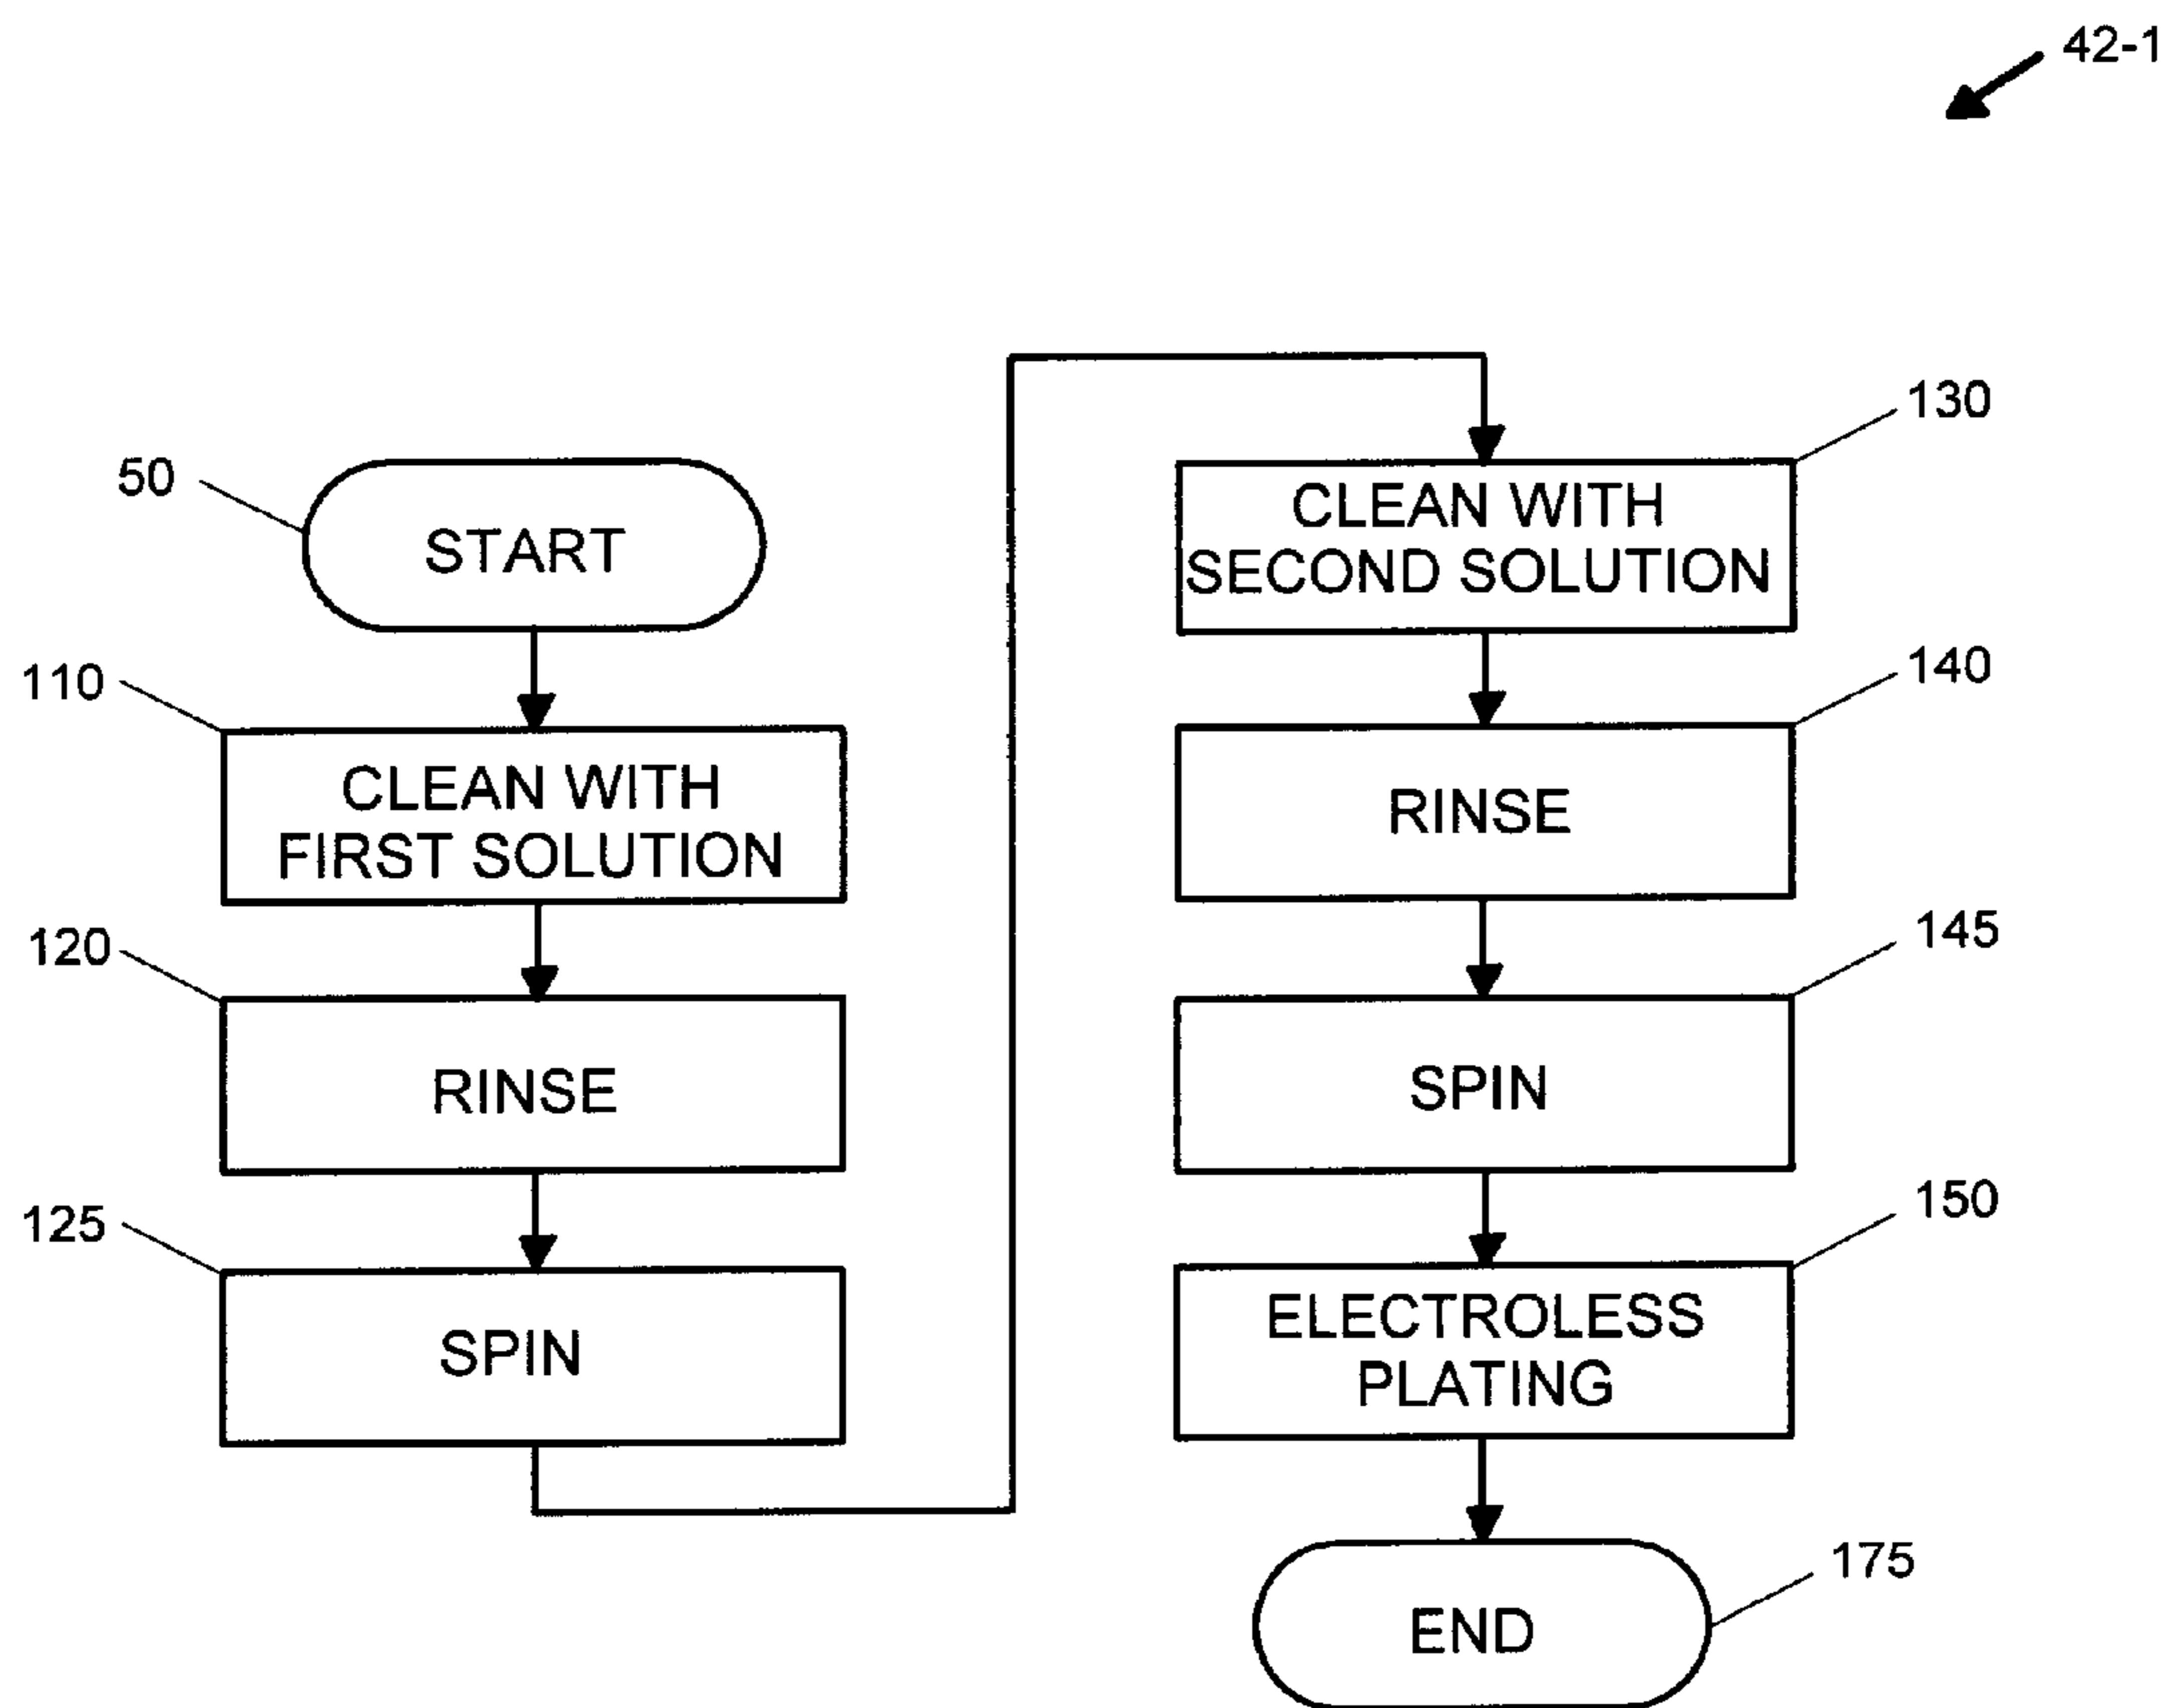 42-1
50
START
110
CLEAN WITH
FIRST SOLUTION
120
RINSE
125
SPIN
130
CLEAN WITH
SECOND SOLUTION
140
RINSE
145
SPIN
150
ELECTROLESS
PLATING
175
END